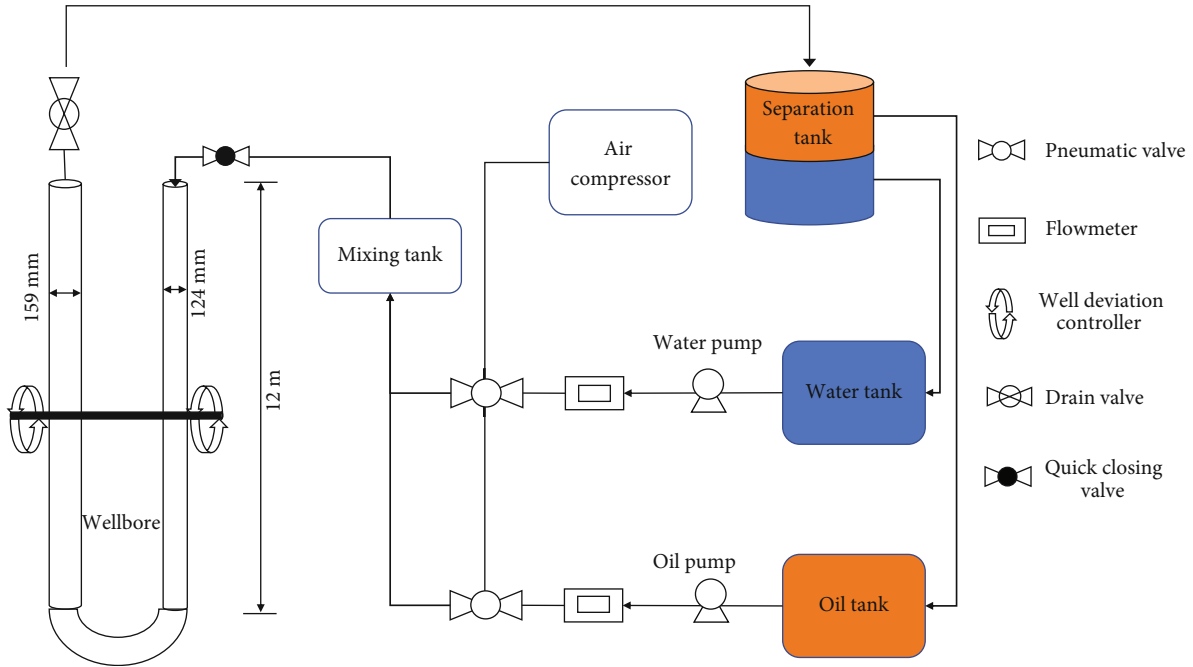 Separation
tank
Air
compressor
Pneumatic valve
Mixing tank
Flowmeter
159 mm
124 mm
12 m
Well deviation
controller
Water pump
Water tank
Drain valve
Wellbore
Quick closing
valve
Oil pump
Oil tank